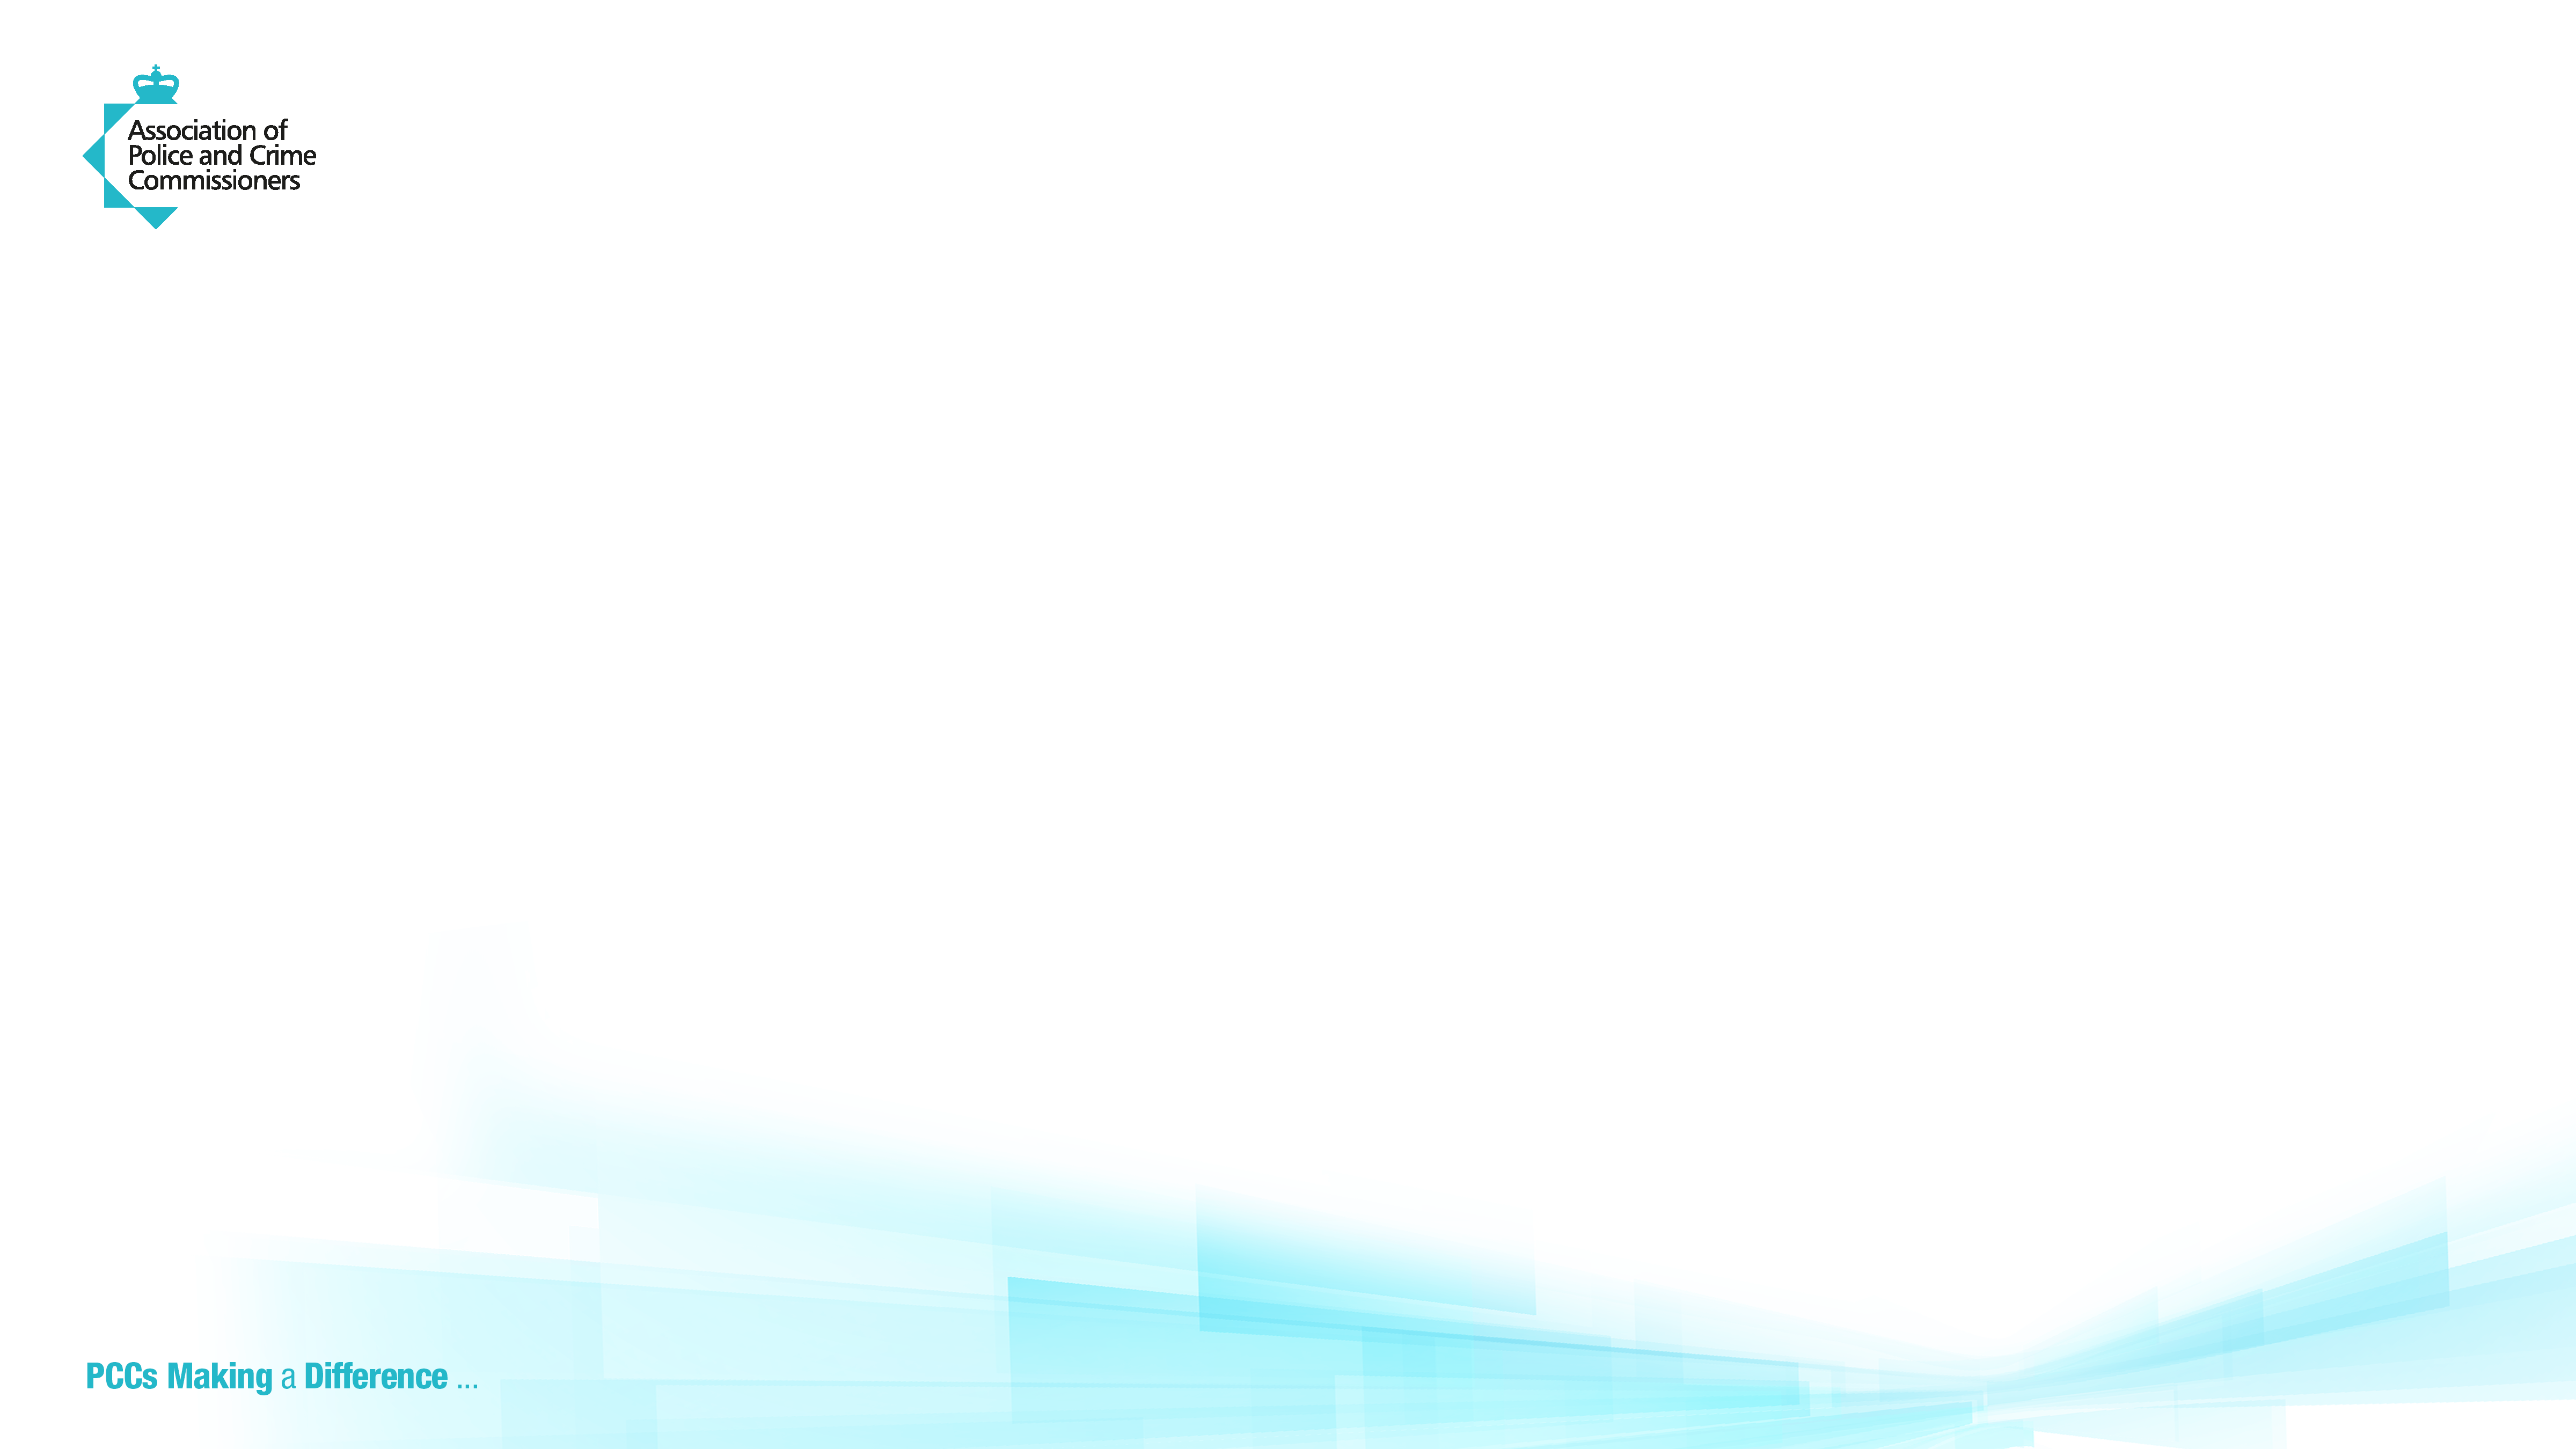 Association of
Police and Crime
Commissioners
PCCs Making a Difference ...